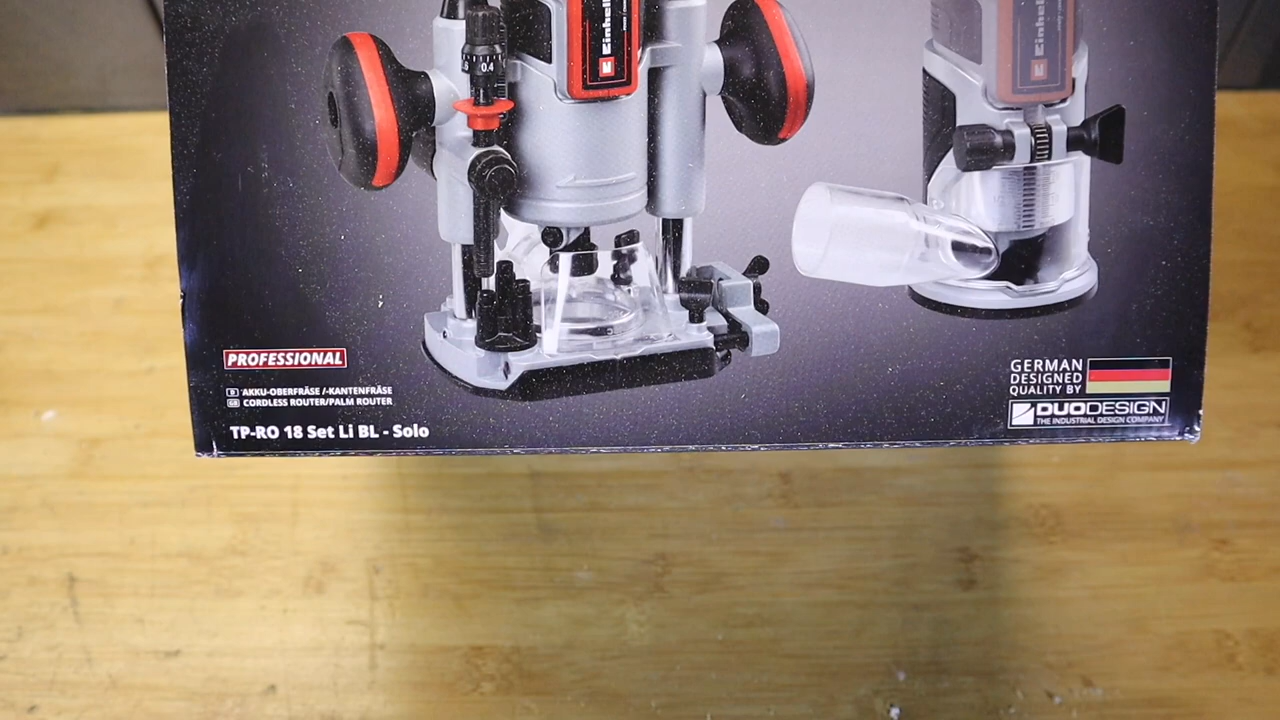 Einhell
Einhell
0.4
PROFESSIONAL
D AKKU-OBERFRÄSE /-KANTENFRÄSE
GB CORDLESS ROUTER/PALM ROUTER
TP-RO 18 Set Li BL - Solo
GERMAN
DESIGNED
QUALITY BY
DUODESIGN
THE INDUSTRIAL DESIGN COMPANY